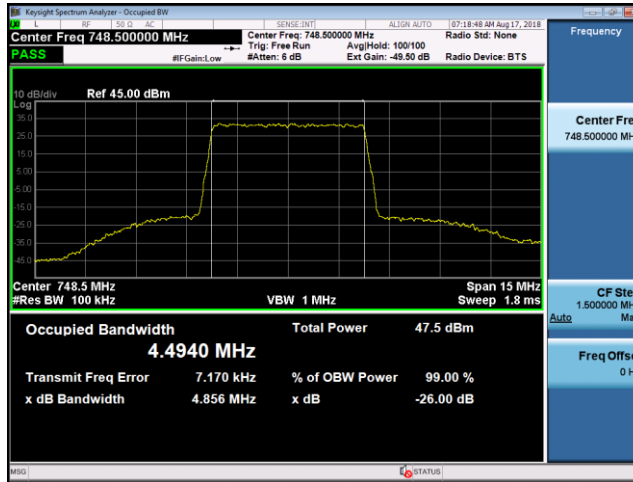 Keysight Spectrum Analyzer - Occupied BW
L RF 50 Ω AC SENSE:INT ALIGN AUTO 07:18:48 AM Aug 17, 2018
Center Freq 748.500000 MHz
Center Freq: 748.500000 MHz
Radio Std: None
Trig: Free Run Avg|Hold: 100/100
PASS
#IFGain:Low
#Atten: 6 dB Ext Gain: -49.50 dB Radio Device: BTS
10 dB/div Ref 45.00 dBm
Log
35.0
25.0
15.0
5.00
-5.00
-15.0
-25.0
-35.0
-45.0
Center 748.5 MHz Span 15 MHz
#Res BW 100 kHz VBW 1 MHz Sweep 1.8 ms
Occupied Bandwidth Total Power 47.5 dBm
4.4940 MHz
Transmit Freq Error 7.170 kHz % of OBW Power 99.00 %
x dB Bandwidth 4.856 MHz x dB -26.00 dB
MSG STATUS
Frequency
Center Fre
748.500000 MH
CF Ste
1.500000 MH
Auto Ma
Freq Offse
0 H